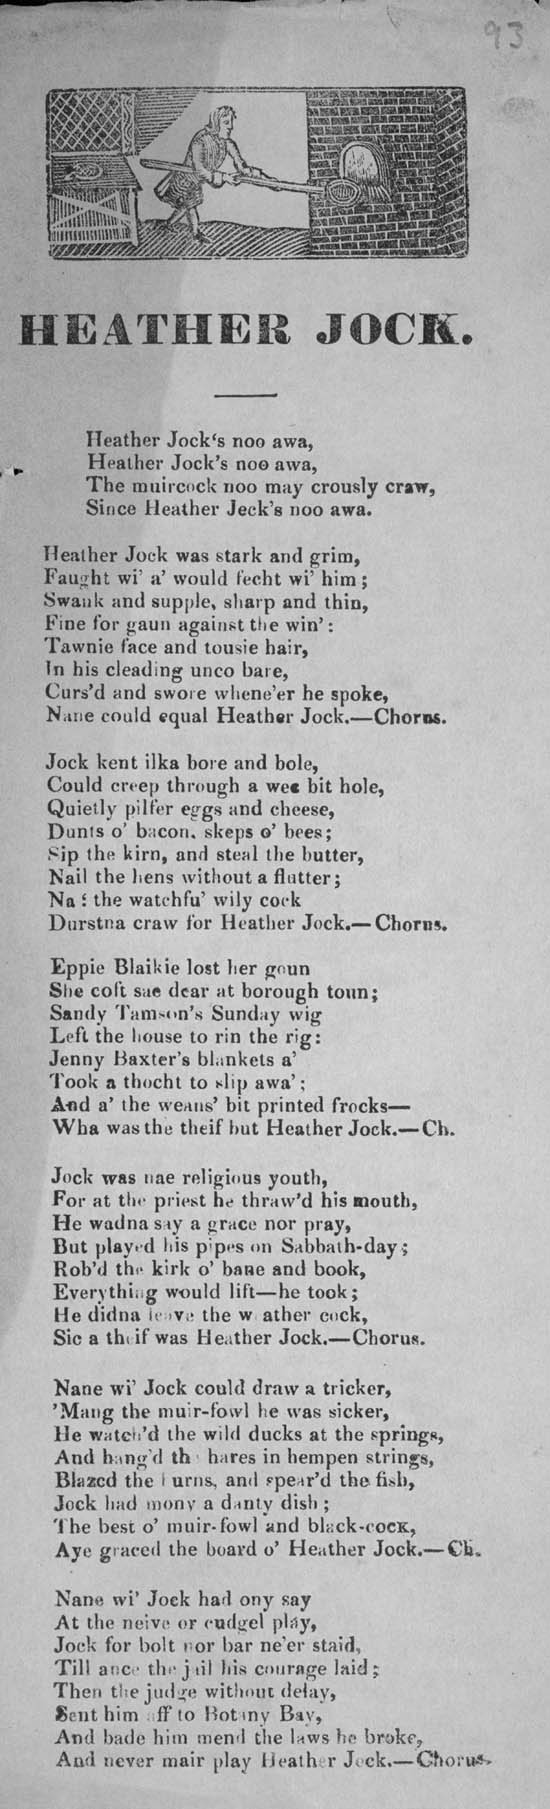 93
HEATHER JOCK.
Heather Jock‘s noo awa,
Heather Jock's noo awa,
The muircock noo may crously craw,
Since Heather Jeck's noo awa.
Heather Jock was stark and grim,
Faught wi' a' would fecht wi' him;
Swank and supple, sharp and thin,
Fine for gaun against the win':
Tawnie face and tousie hair,
In his cleading unco bare,
Curs'd and swore whene'er he spoke,
Nane could equal Heather Jock.—Chorus.
Jock kent ilka bore and bole,
Could creep through a wee bit hole,
Quietly pilfer eggs and cheese,
Dunts o' bacon, skeps o' bees;
Sip the kirn, and steal the butter,
Nail the hens without a flutter;
Na : the watchfu' wily cock
Durstna craw for Heather Jock.—Chorus.
Eppie Blaikie lost her goun
She coft sae dear at borough toun;
Sandy Tamson's Sunday wig
Left the house to rin the rig:
Jenny Baxter's blankets a'
Took a thocht to slip awa';
And a' the weans' bit printed frocks—
Wha was the theif but Heather Jock.—Ch.
Jock was nae religious youth,
For at the priest he thraw'd his mouth,
He wadna say a grace nor pray,
But played his pipes on Sabbath-day;
Rob'd the kirk o' bane and book,
Everything would lift—he took;
He didna leave the weather cock,
Sic a theif was Heather Jock.—Chorus.
Nane wi' Jock could draw a tricker,
'Mang the muir-fowl he was sicker,
He watch'd the wild ducks at the springs,
And hang'd the hares in hempen strings,
Blazed the burns, and spear'd the fish,
Jock had mony a danty dish;
The best o' muir-fowl and black-cock,
Aye graced the board o' Heather Jock.—Ch.
Nane wi' Jock had ony say
At the neive or cudgel play,
Jock for bolt nor bar ne'er staid,
Till ance the jail his courage laid;
Then the judge without delay,
Sent him aff to Botany Bay,
And bade him mend the laws he broke,
And never mair play Heather Jock.—Chorus.